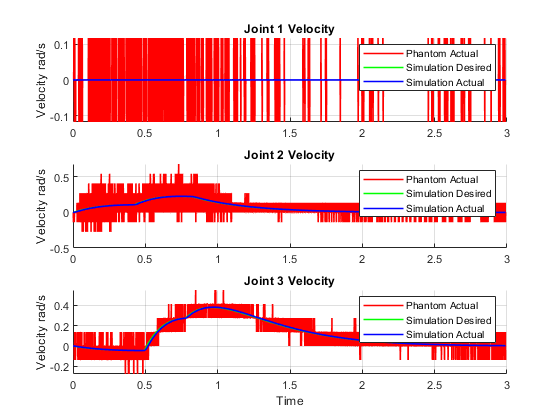 Joint 1 Velocity
Velocity rad/s
0.1
0
-0.1
Phantom Actual
Simulation Desired
Simulation Actual
0 0.5 1 1.5 2 2.5 3
Joint 2 Velocity
Velocity rad/s
0.5
0
-0.5
Phantom Actual
Simulation Desired
Simulation Actual
0 0.5 1 1.5 2 2.5 3
Joint 3 Velocity
Velocity rad/s
0.4
0.2
0
-0.2
Phantom Actual
Simulation Desired
Simulation Actual
0 0.5 1 1.5 2 2.5 3
Time